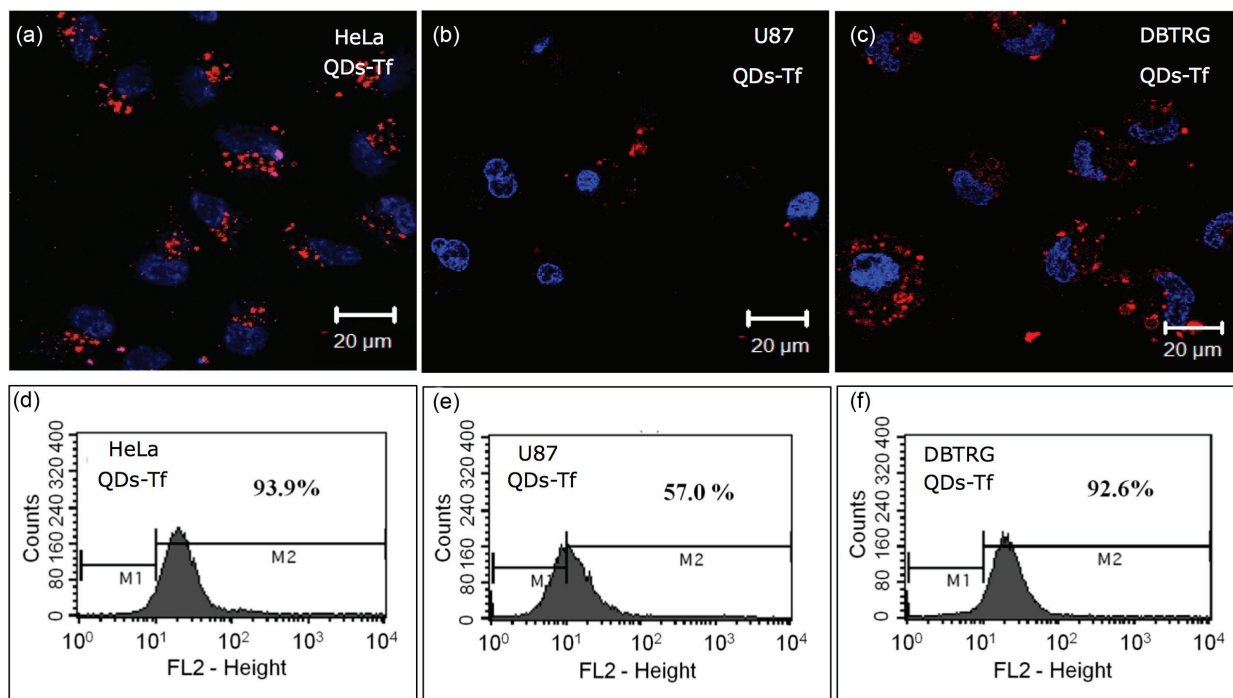 (a)
HeLa
QDs-Tf
20 µm
(b)
U87
QDs-Tf
20 µm
(c)
DBTRG
QDs-Tf
20 µm
(d)
HeLa
QDs-Tf
93.9%
M1
M2
Counts
0 80 160 240 320 400
10⁰ 10¹ 10² 10³ 10⁴
FL2 - Height
(e)
U87
QDs-Tf
57.0 %
M
M2
Counts
0 80 160 240 320 400
10⁰ 10¹ 10² 10³ 10⁴
FL2 - Height
(f)
DBTRG
QDs-Tf
92.6%
M1
M2
Counts
0 80 160 240 320 400
10⁰ 10¹ 10² 10³ 10⁴
FL2 - Height